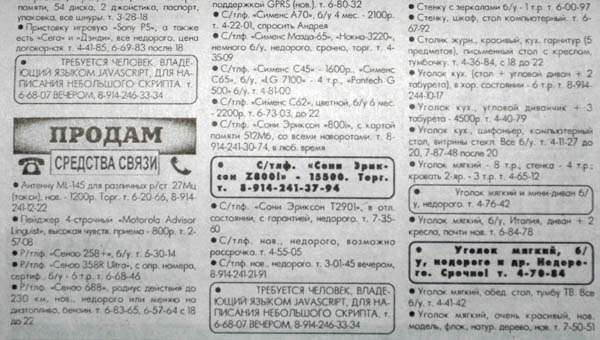 памяти, 54 диска, 2 джойстика, паспорт,
упаковка, все шнуры. т. 3-28-18
● Приставку игровую «Sony PS», а также
есть «Сега» и «Дэнди», все недорого, цена
договорная. т. 4-41-85, 6-69-83 после 18
● ТРЕБУЕТСЯ ЧЕЛОВЕК, ВЛАДЕ-
ЮЩИЙ ЯЗЫКОМ JAVASCRIPT, ДЛЯ НА-
ПИСАНИЯ НЕБОЛЬШОГО СКРИПТА. т.
6-68-07 ВЕЧЕРОМ, 8-914-246-33-34
ПРОДАМ
СРЕДСТВА СВЯЗИ
● Антенну ML-145 для различных р/ст 27Мц
(такси), нов. - 1200р. Торг. т. 6-20-66, 8-914-
241-12-22
● Пейджер 4-строчный «Motorola Advisor
Linguist», высокая чувств. приема - 800р. т. 2-
57-08
● Р/тлф. «Сенао 258+», б/у, т. 6-30-14
● Р/тлф. «Сенао 358R Ultra», с опр. номера,
сертиф., б/у - 6 т.р., т. 6-68-46
● Р/тлф. «Сенао 688», радиус действия до
230 км, нов., недорого или меняю на
дизтопливо, бензин. т. 6-83-65, 6-57-64 с 18
до 22
поддержкой GPRS (нов.). т. 6-80-32
● С/тлф. «Сименс А70», б/у 4 мес. - 2100р.
т. 4-22-01, спросить Андрея
● С/тлф. «Сименс Mazda-65», «Нокиа-3220»,
немного б/у, недорого, срочно, торг. т. 4-
35-09
● С/тлф. «Сименс С45» - 1600р., «Сименс
С65», б/у, «LG 7100» - 4 т.р., «Pantech G
500» б/у, т. 4-81-00
● С/тлф. «Сименс С62», цветной, б/у 6 мес.
- 2200р. т. 6-73-03, до 22
● С/тлф. «Сони Эриксон «800i», с картой
памяти 512Мб, со всеми наворотами. т. 8-
914-241-30-74, в люб. время
● С/тлф. «Сони Эрик-
сон Z800i» - 15500. Торг.
т. 8-914-241-37-94
● С/тлф. «Сони Эриксон Т290i», в отл.
состоянии, с гарантией, недорого. т. 7-35-
60
● С/тлф. нов., недорого, возможна
рассрочка. т. 4-55-05
● С/тлф. нов., недорого. т. 3-01-45 вечером,
8-914-241-21-91
● ТРЕБУЕТСЯ ЧЕЛОВЕК, ВЛАДЕ-
ЮЩИЙ ЯЗЫКОМ JAVASCRIPT, ДЛЯ НА-
ПИСАНИЯ НЕБОЛЬШОГО СКРИПТА. т.
6-68-07 ВЕЧЕРОМ, 8-914-246-33-34
● Стенку с зеркалами б/у - 1 т.р. т. 6-00-97
● Стенку, шкаф, стол компьютерный. т. 6-
67-92
● Столик журн., красивый, кух. гарнитур (5
предметов), письменный стол с креслом,
тумбочку. т. 4-36-84, с 18 до 22
● Уголок кух. (стол + угловой диван + 2
табурета), в хор. состоянии - 6 т.р. т. 8-914-
244-10-17
● Уголок кух., угловой диванчик + 3
табурета - 4500р. т. 4-40-79
● Уголок кух., шифоньер, компьютерный
стол, витрины стекл. Все б/у. т. 4-11-27 до
20, 7-87-48 после 20
● Уголок мягкий - 8 т.р.; стенка - 4 т.р.;
кровать 2-яр. - 3 т.р. т. 4-65-12
● Уголок мягкий и мини-диван б/у,
недорого. т. 4-76-42
● Уголок мягкий, б/у, Италия, диван + 2
кресла, почти нов. т. 6-84-78
● Уголок мягкий, б/
у, недорого и др. Недоро-
го. Срочно! т. 4-70-84
● Уголок мягкий, обед. стол, тумбу ТВ. Все
б/у. т. 4-41-42
● Уголок мягкий, очень красивый, нов.
модель, флок, натур. дерево, нов. т. 7-50-51